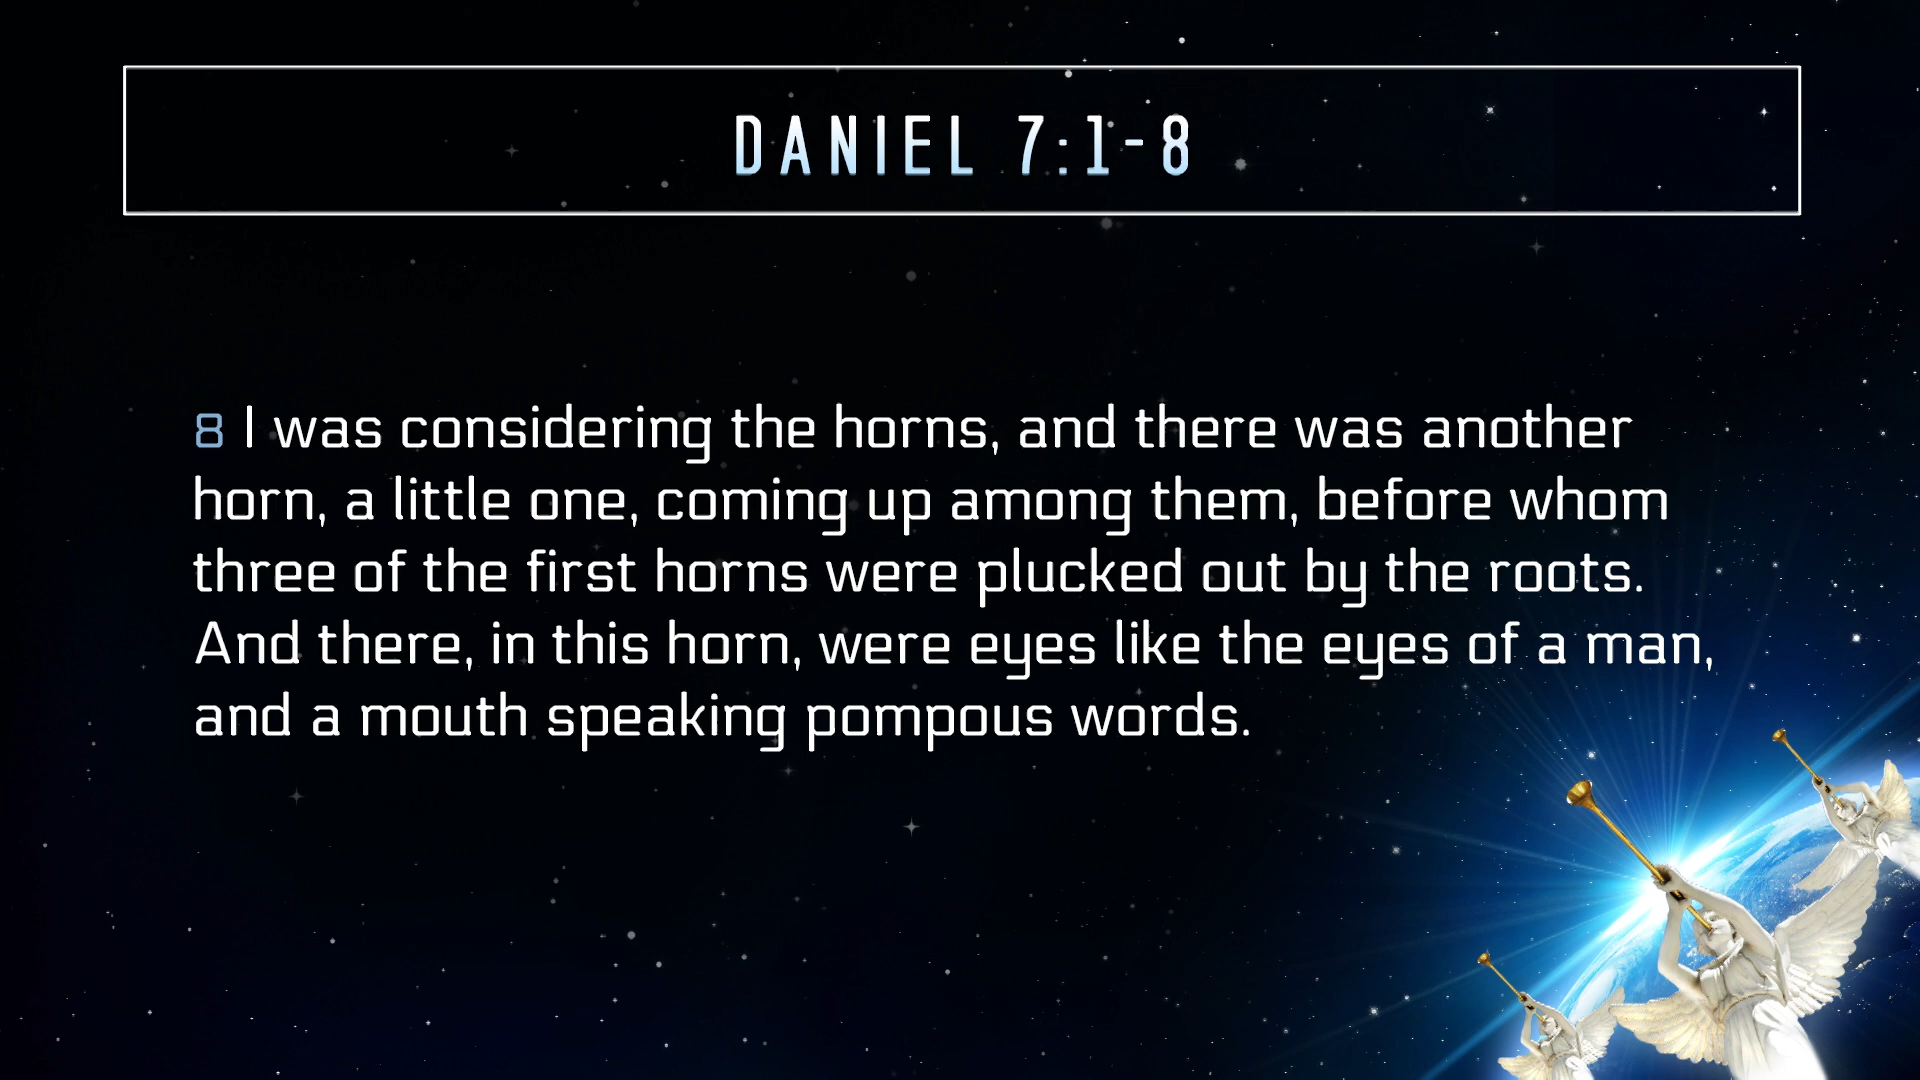 DANIEL 7:1-8
8 I was considering the horns, and there was another
horn, a little one, coming up among them, before whom
three of the first horns were plucked out by the roots.
And there, in this horn, were eyes like the eyes of a man,
and a mouth speaking pompous words.